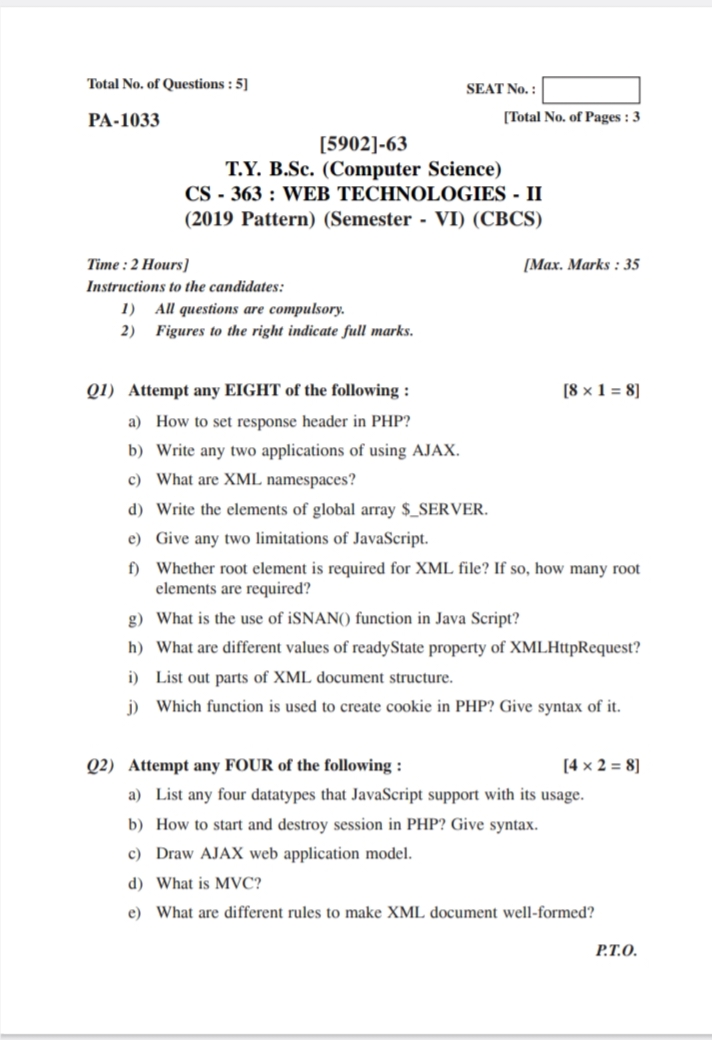 Total No. of Questions : 5]
SEAT No. :
PA-1033
[Total No. of Pages : 3
[5902]-63
T.Y. B.Sc. (Computer Science)
CS - 363 : WEB TECHNOLOGIES - II
(2019 Pattern) (Semester - VI) (CBCS)
Time : 2 Hours]
[Max. Marks : 35
Instructions to the candidates:
1) All questions are compulsory.
2) Figures to the right indicate full marks.
Q1) Attempt any EIGHT of the following : [8 × 1 = 8]
a) How to set response header in PHP?
b) Write any two applications of using AJAX.
c) What are XML namespaces?
d) Write the elements of global array $_SERVER.
e) Give any two limitations of JavaScript.
f) Whether root element is required for XML file? If so, how many root
elements are required?
g) What is the use of iSNAN() function in Java Script?
h) What are different values of readyState property of XMLHttpRequest?
i) List out parts of XML document structure.
j) Which function is used to create cookie in PHP? Give syntax of it.
Q2) Attempt any FOUR of the following : [4 × 2 = 8]
a) List any four datatypes that JavaScript support with its usage.
b) How to start and destroy session in PHP? Give syntax.
c) Draw AJAX web application model.
d) What is MVC?
e) What are different rules to make XML document well-formed?
P.T.O.